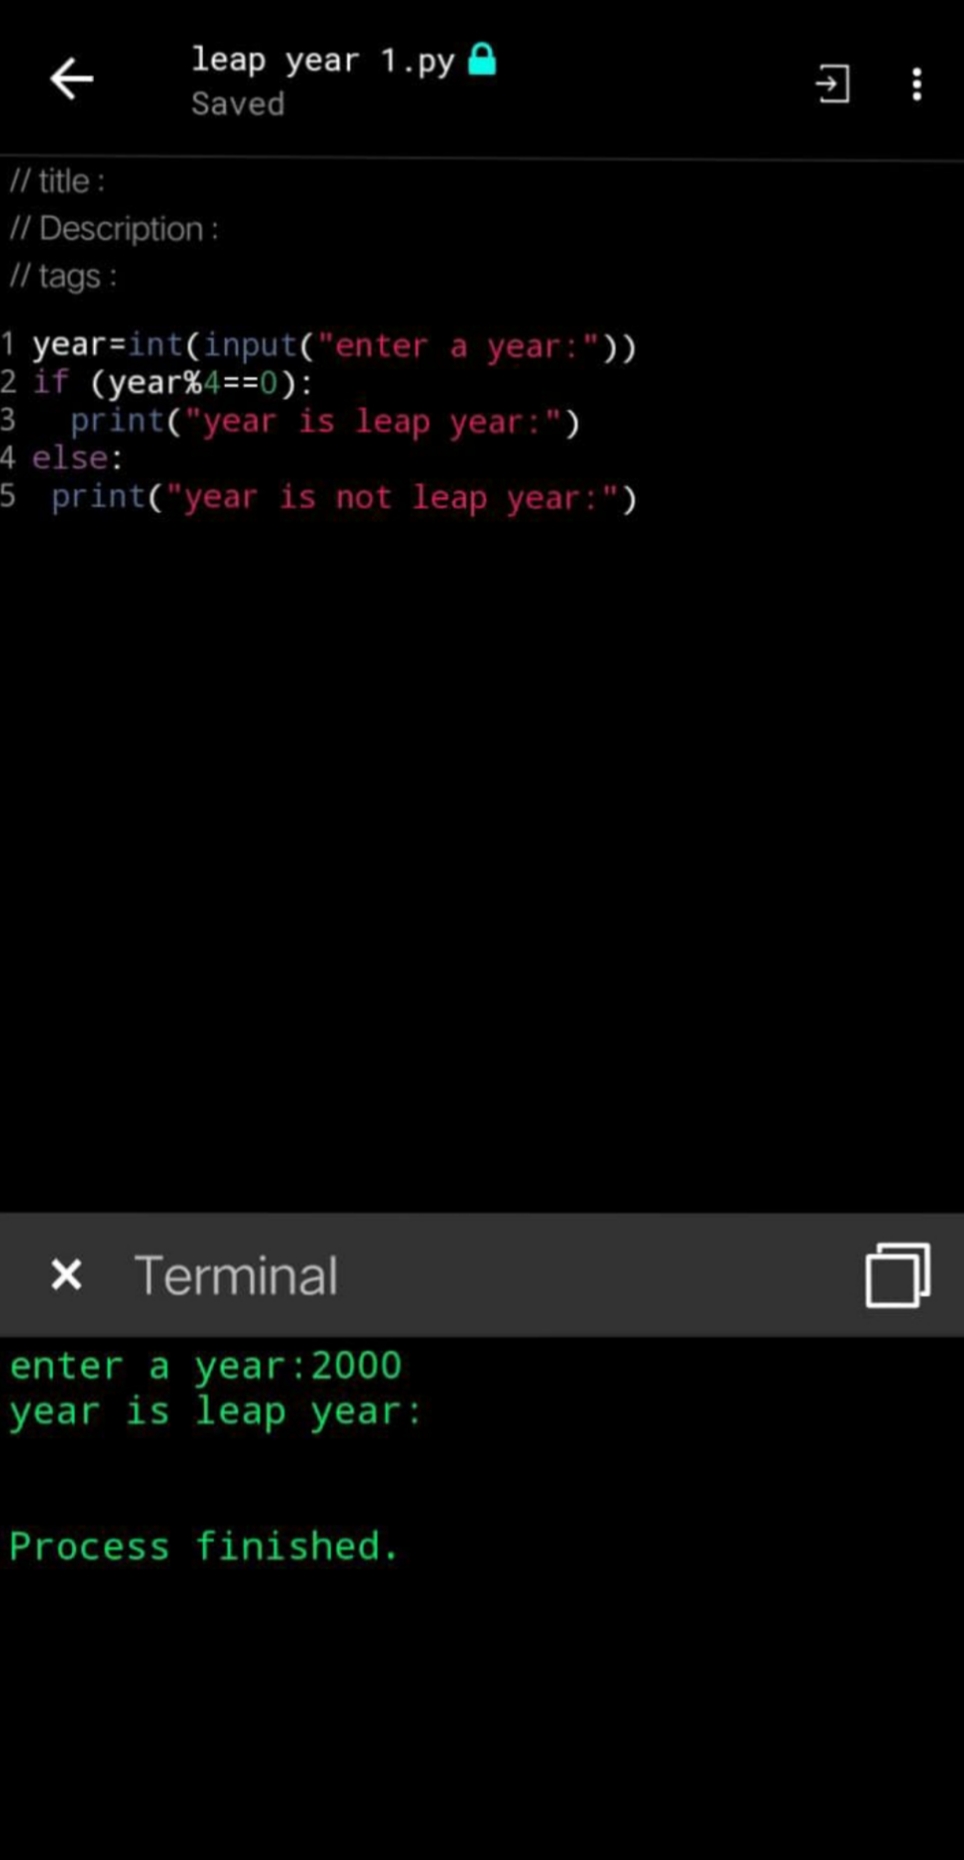 leap year 1.py
Saved
// title :
// Description :
// tags :
1 year=int(input("enter a year:"))
2 if (year%4==0):
3   print("year is leap year:")
4 else:
5  print("year is not leap year:")
× Terminal
enter a year:2000
year is leap year:
Process finished.